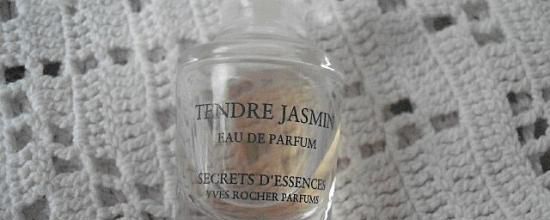 TENDRE JASMIN
EAU DE PARFUM
SECRETS D'ESSENCES
YVES ROCHER PARFUMS